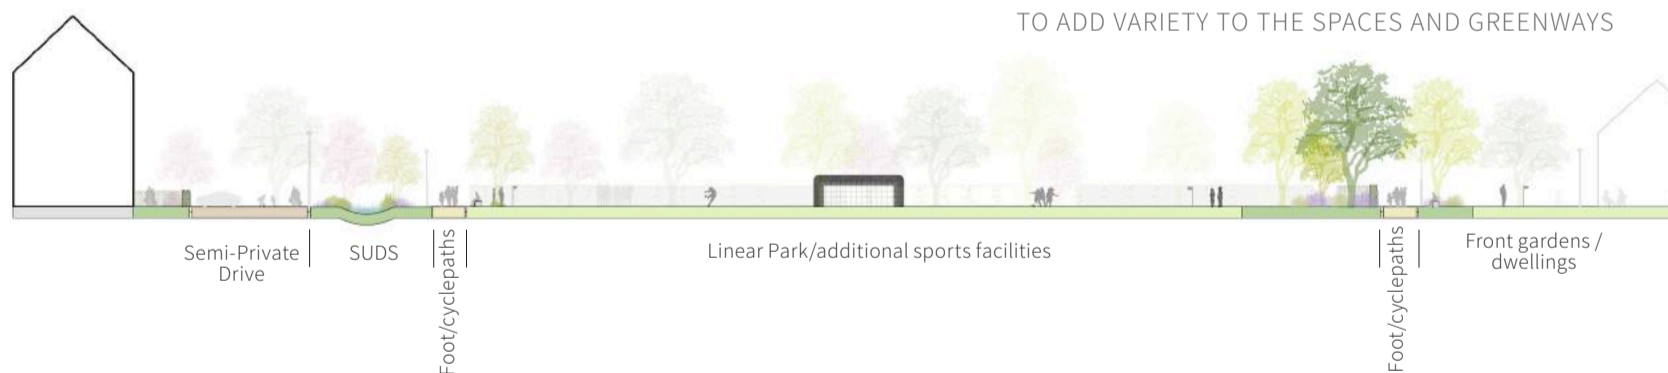 TO ADD VARIETY TO THE SPACES AND GREENWAYS
Semi-Private
Drive
SUDS
Foot/cyclepaths
Linear Park/additional sports facilities
Foot/cyclepaths
Front gardens /
dwellings